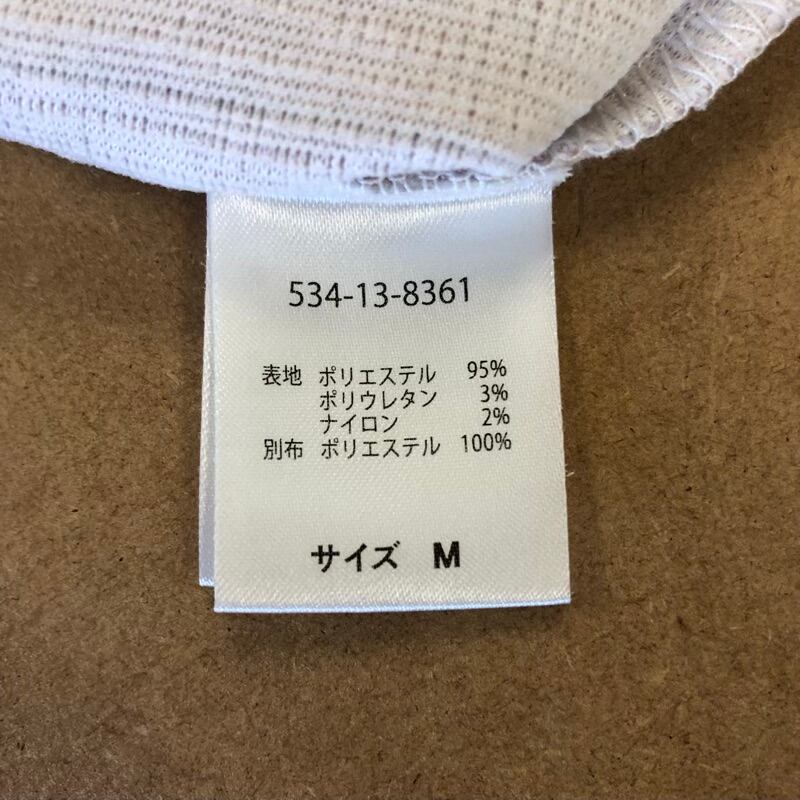 534-13-8361
表地 ポリエステル 95%
ポリウレタン 3%
ナイロン 2%
別布 ポリエステル 100%
サイズ M